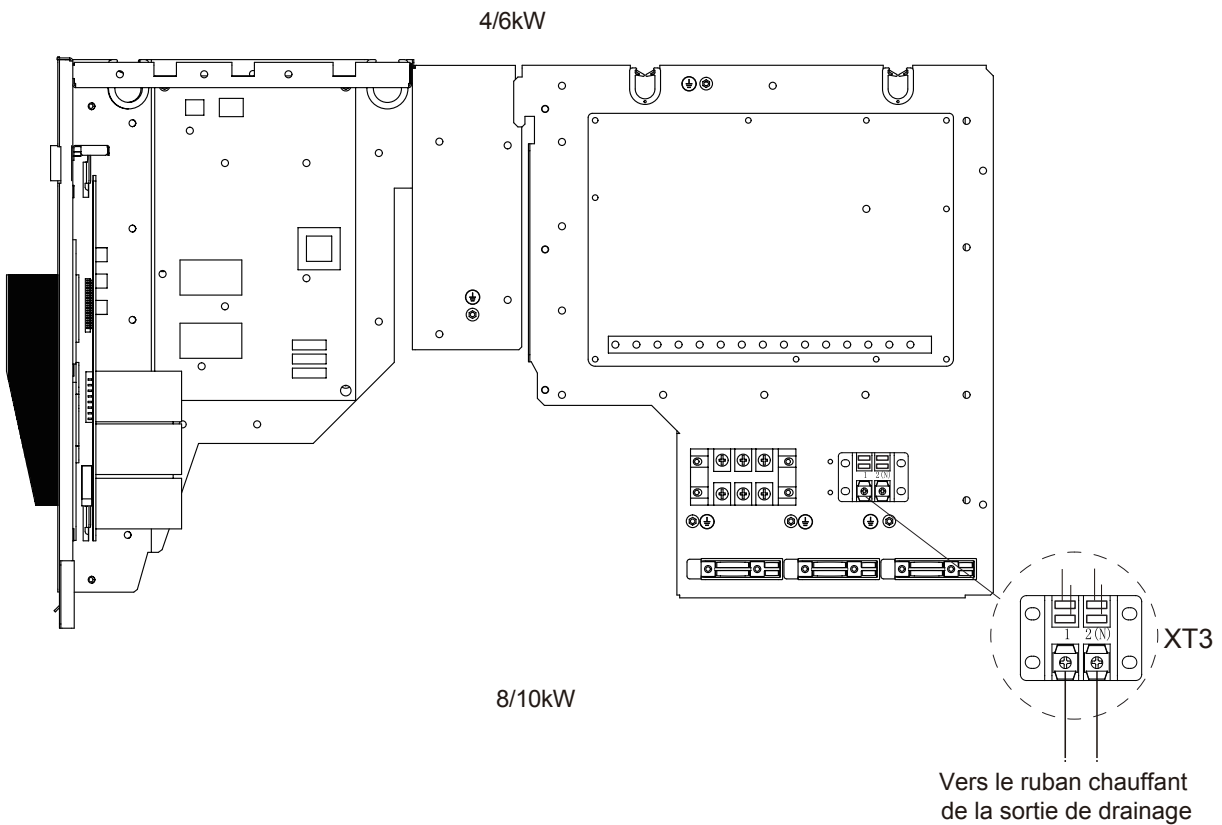 4/6kW
1 2(N)
1 2(N)
XT3
8/10kW
Vers le ruban chauffant
de la sortie de drainage